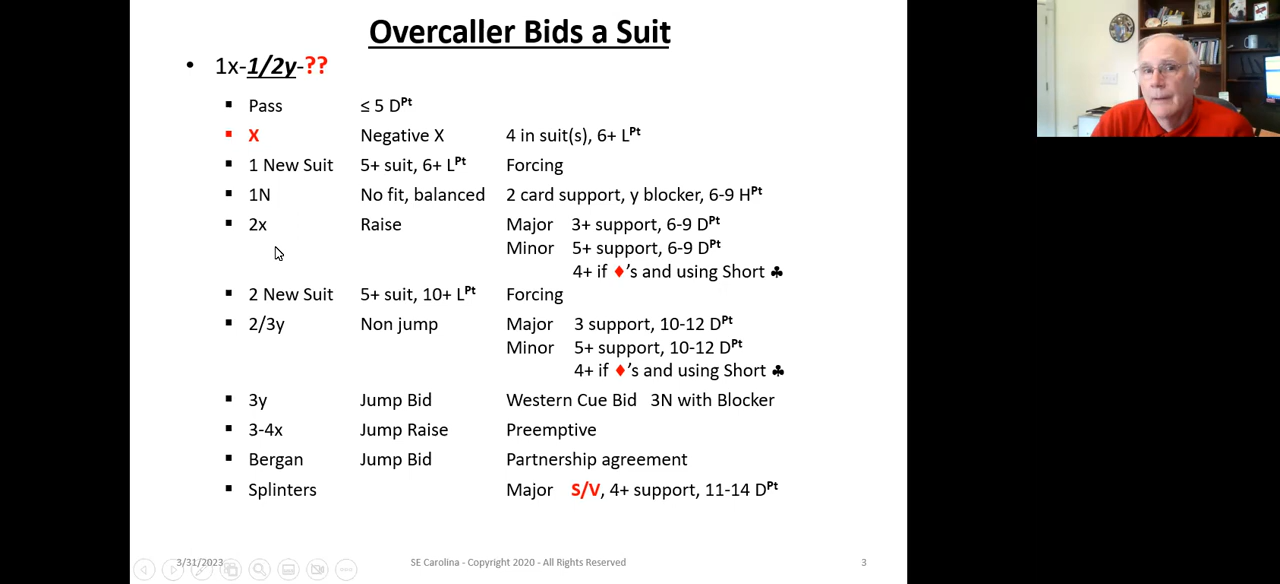 Overcaller Bids a Suit
• 1x-1/2y-??
▪ Pass ≤ 5 Dᴾᵗ
▪ X Negative X 4 in suit(s), 6+ Lᴾᵗ
▪ 1 New Suit 5+ suit, 6+ Lᴾᵗ Forcing
▪ 1N No fit, balanced 2 card support, y blocker, 6-9 Hᴾᵗ
▪ 2x Raise Major 3+ support, 6-9 Dᴾᵗ
Minor 5+ support, 6-9 Dᴾᵗ
4+ if ♦'s and using Short ♣
▪ 2 New Suit 5+ suit, 10+ Lᴾᵗ Forcing
▪ 2/3y Non jump Major 3 support, 10-12 Dᴾᵗ
Minor 5+ support, 10-12 Dᴾᵗ
4+ if ♦'s and using Short ♣
▪ 3y Jump Bid Western Cue Bid 3N with Blocker
▪ 3-4x Jump Raise Preemptive
▪ Bergan Jump Bid Partnership agreement
▪ Splinters Major S/V, 4+ support, 11-14 Dᴾᵗ
3/31/2023 SE Carolina - Copyright 2020 - All Rights Reserved 3